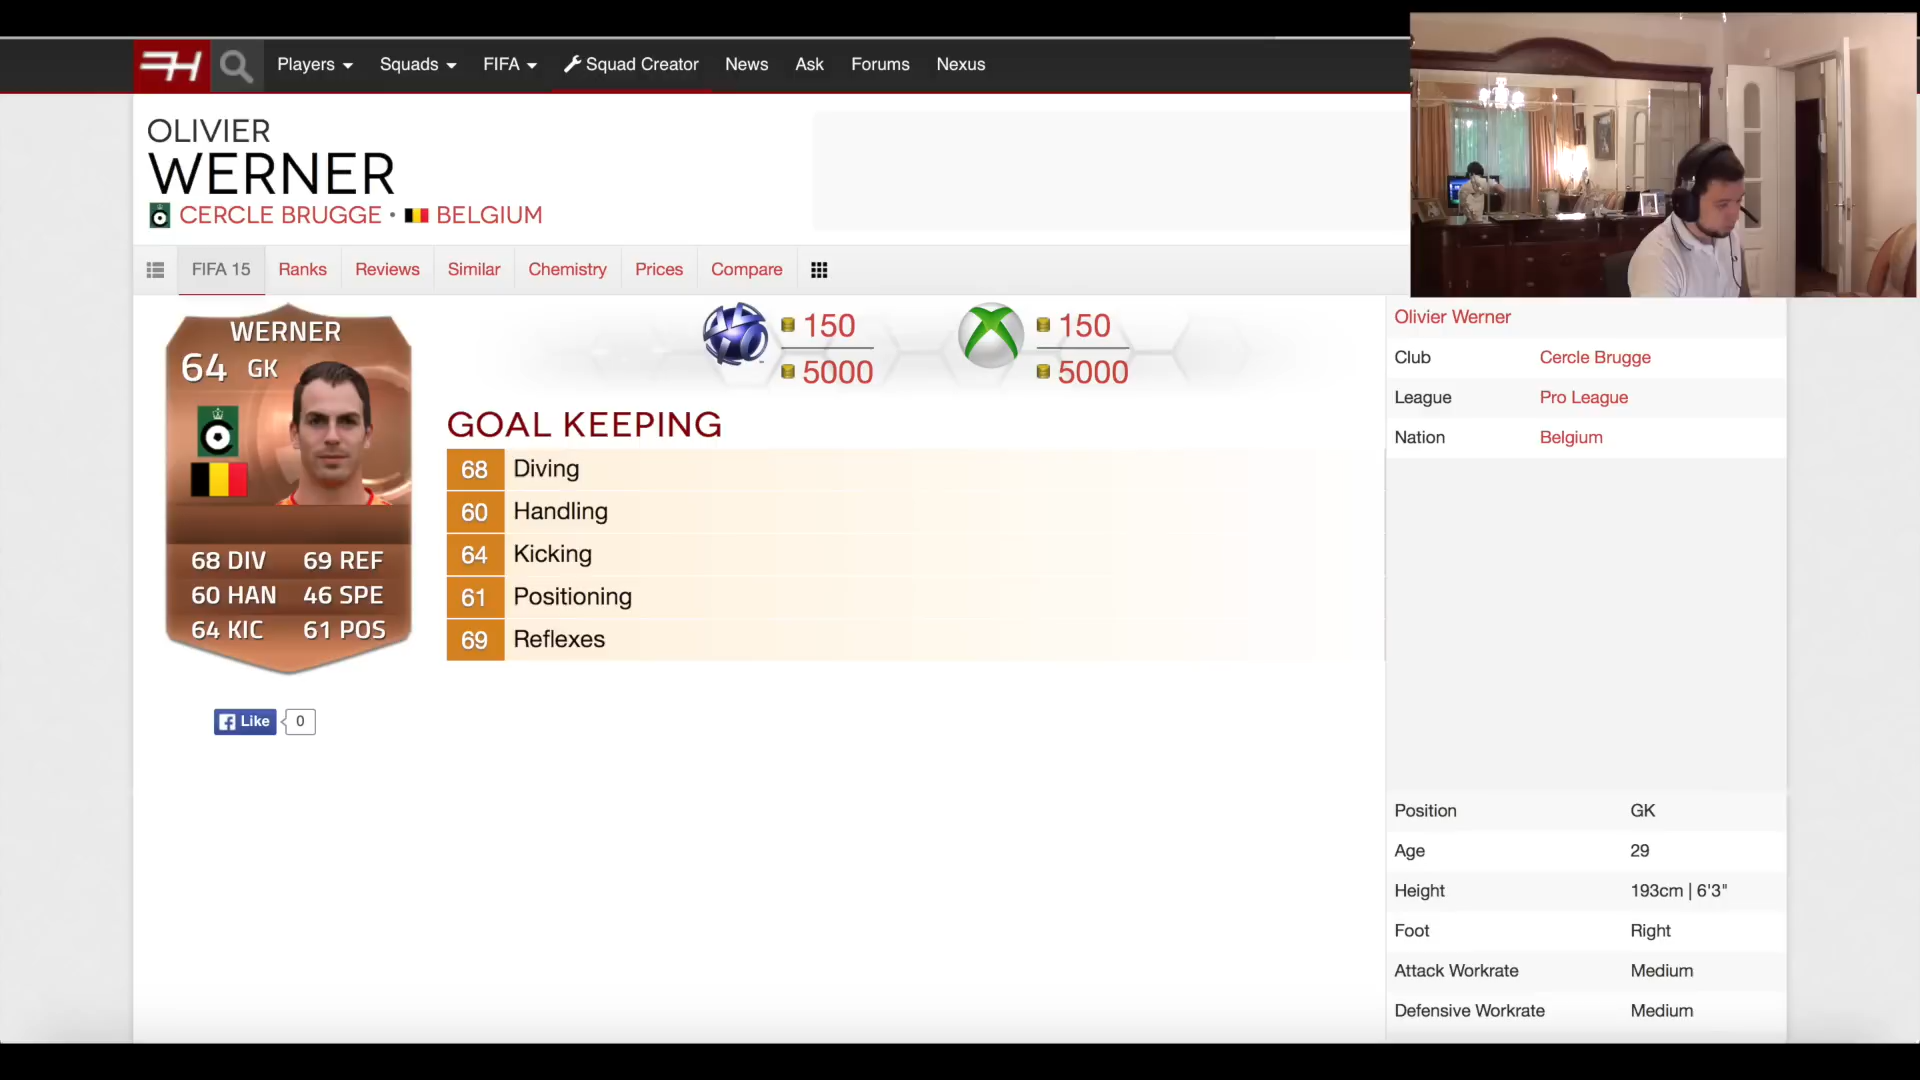 Players
Squads
FIFA
Squad Creator
News
Ask
Forums
Nexus
OLIVIER
WERNER
CERCLE BRUGGE • BELGIUM
FIFA 15
Ranks
Reviews
Similar
Chemistry
Prices
Compare
WERNER
64 GK
68 DIV 69 REF
60 HAN 46 SPE
64 KIC 61 POS
Like 0
150
5000
150
5000
GOAL KEEPING
68 Diving
60 Handling
64 Kicking
61 Positioning
69 Reflexes
Olivier Werner
Club Cercle Brugge
League Pro League
Nation Belgium
Position GK
Age 29
Height 193cm | 6'3"
Foot Right
Attack Workrate Medium
Defensive Workrate Medium